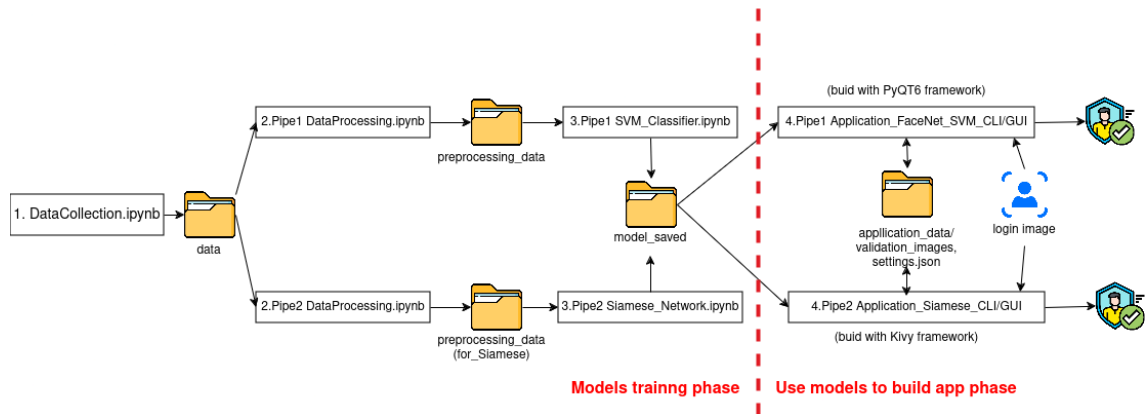 (buid with PyQT6 framework)
2.Pipe1 DataProcessing.ipynb
3.Pipe1 SVM_Classifier.ipynb
4.Pipe1 Application_FaceNet_SVM_CLI/GUI
preprocessing_data
1. DataCollection.ipynb
data
model_saved
appllication_data/
validation_images,
settings.json
login image
2.Pipe2 DataProcessing.ipynb
3.Pipe2 Siamese_Network.ipynb
4.Pipe2 Application_Siamese_CLI/GUI
preprocessing_data
(for_Siamese)
(buid with Kivy framework)
Models trainng phase
Use models to build app phase